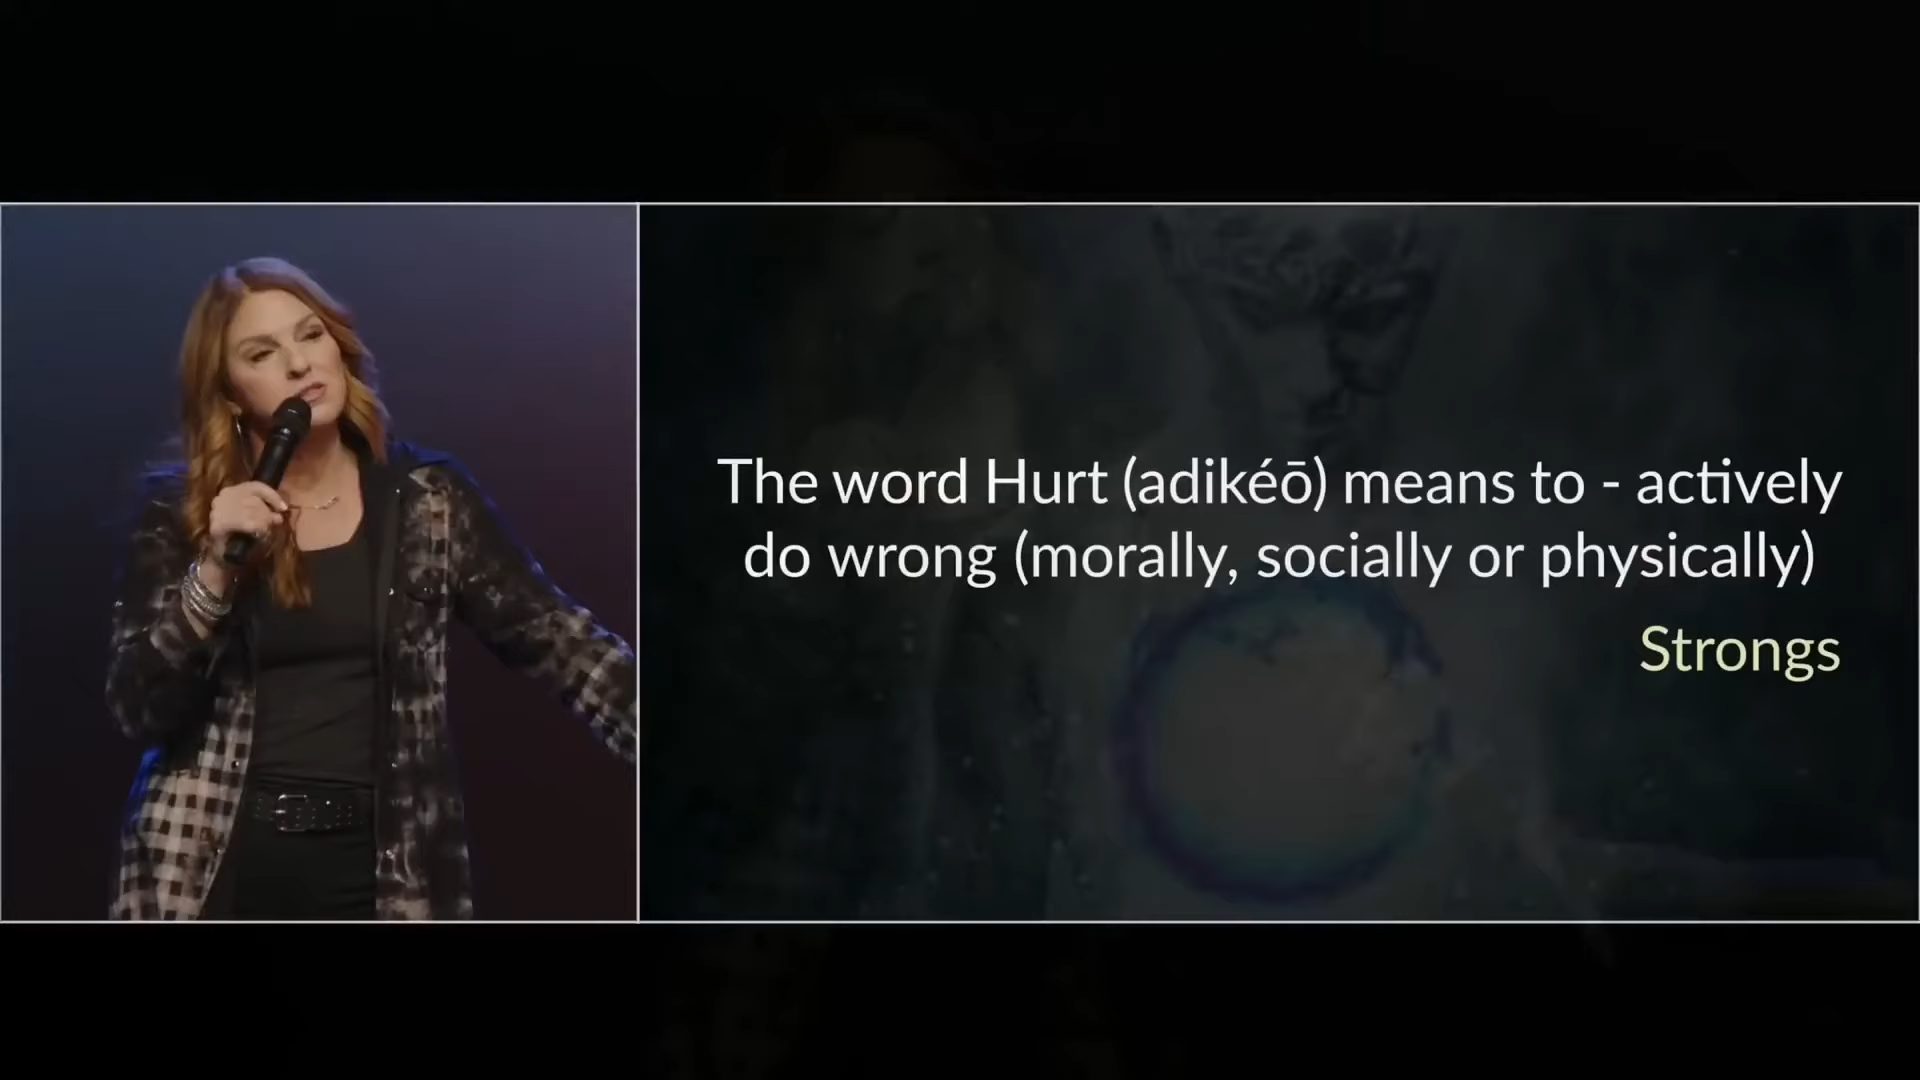 The word Hurt (adikéō) means to - actively
do wrong (morally, socially or physically)
Strongs